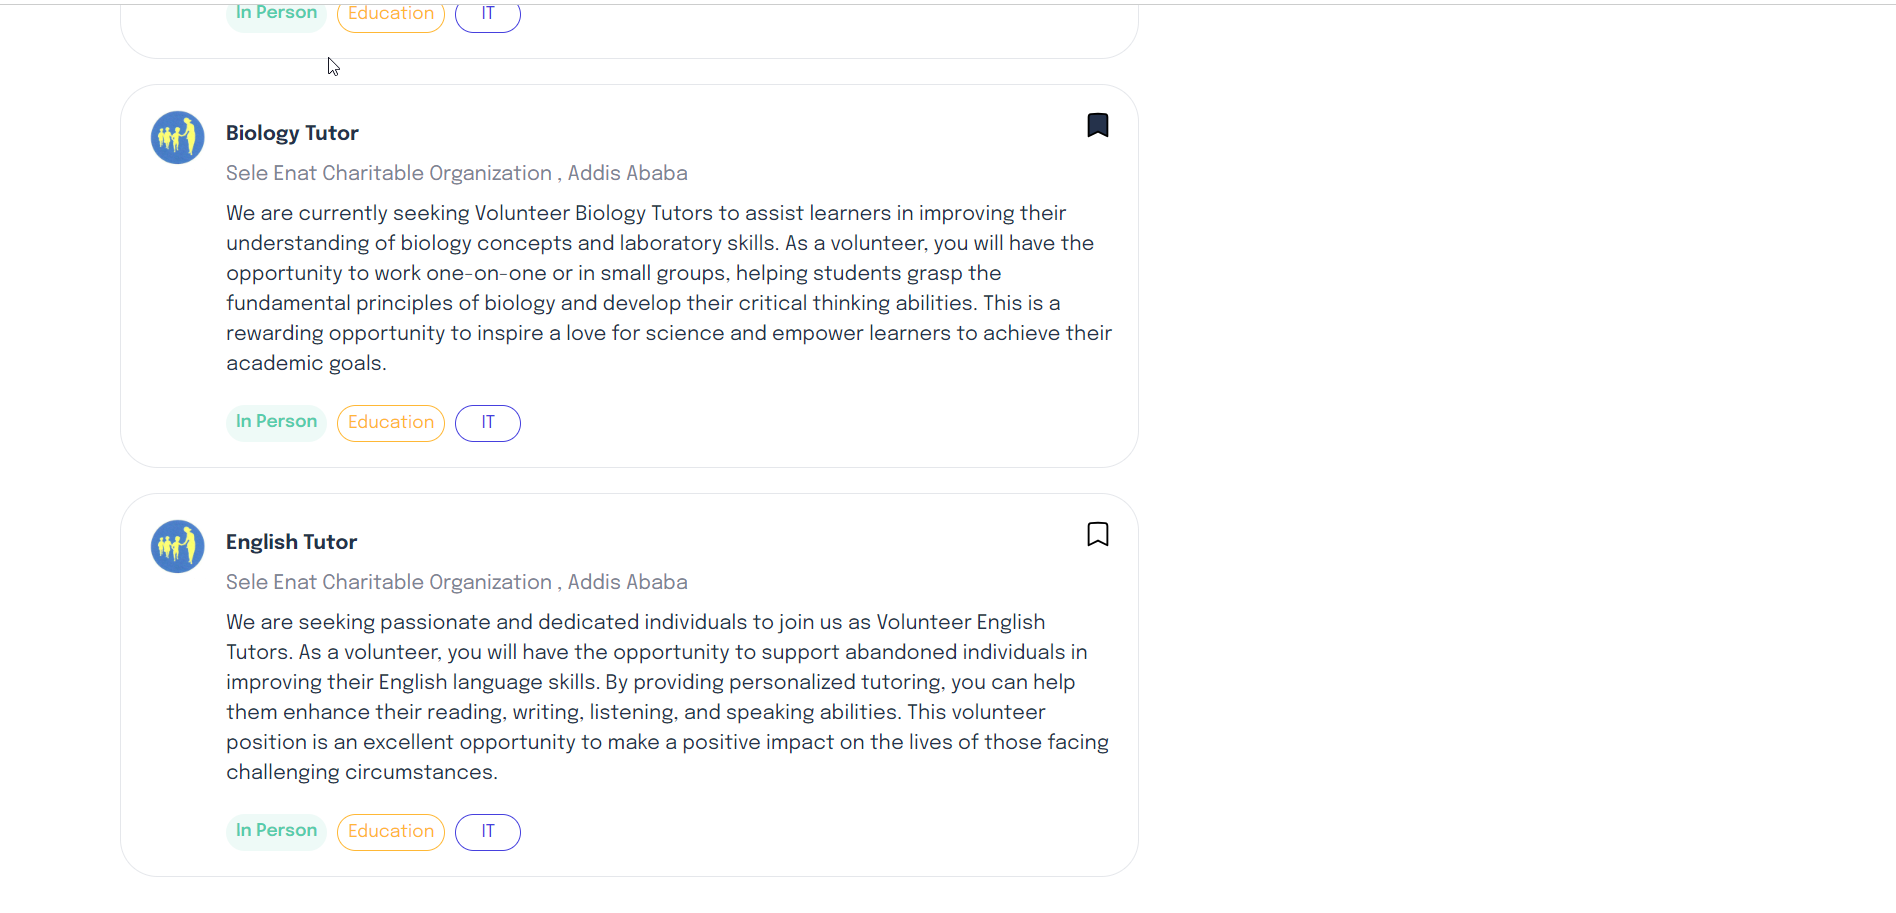 In Person Education IT
Biology Tutor
Sele Enat Charitable Organization , Addis Ababa
We are currently seeking Volunteer Biology Tutors to assist learners in improving their
understanding of biology concepts and laboratory skills. As a volunteer, you will have the
opportunity to work one-on-one or in small groups, helping students grasp the
fundamental principles of biology and develop their critical thinking abilities. This is a
rewarding opportunity to inspire a love for science and empower learners to achieve their
academic goals.
In Person Education IT
English Tutor
Sele Enat Charitable Organization , Addis Ababa
We are seeking passionate and dedicated individuals to join us as Volunteer English
Tutors. As a volunteer, you will have the opportunity to support abandoned individuals in
improving their English language skills. By providing personalized tutoring, you can help
them enhance their reading, writing, listening, and speaking abilities. This volunteer
position is an excellent opportunity to make a positive impact on the lives of those facing
challenging circumstances.
In Person Education IT